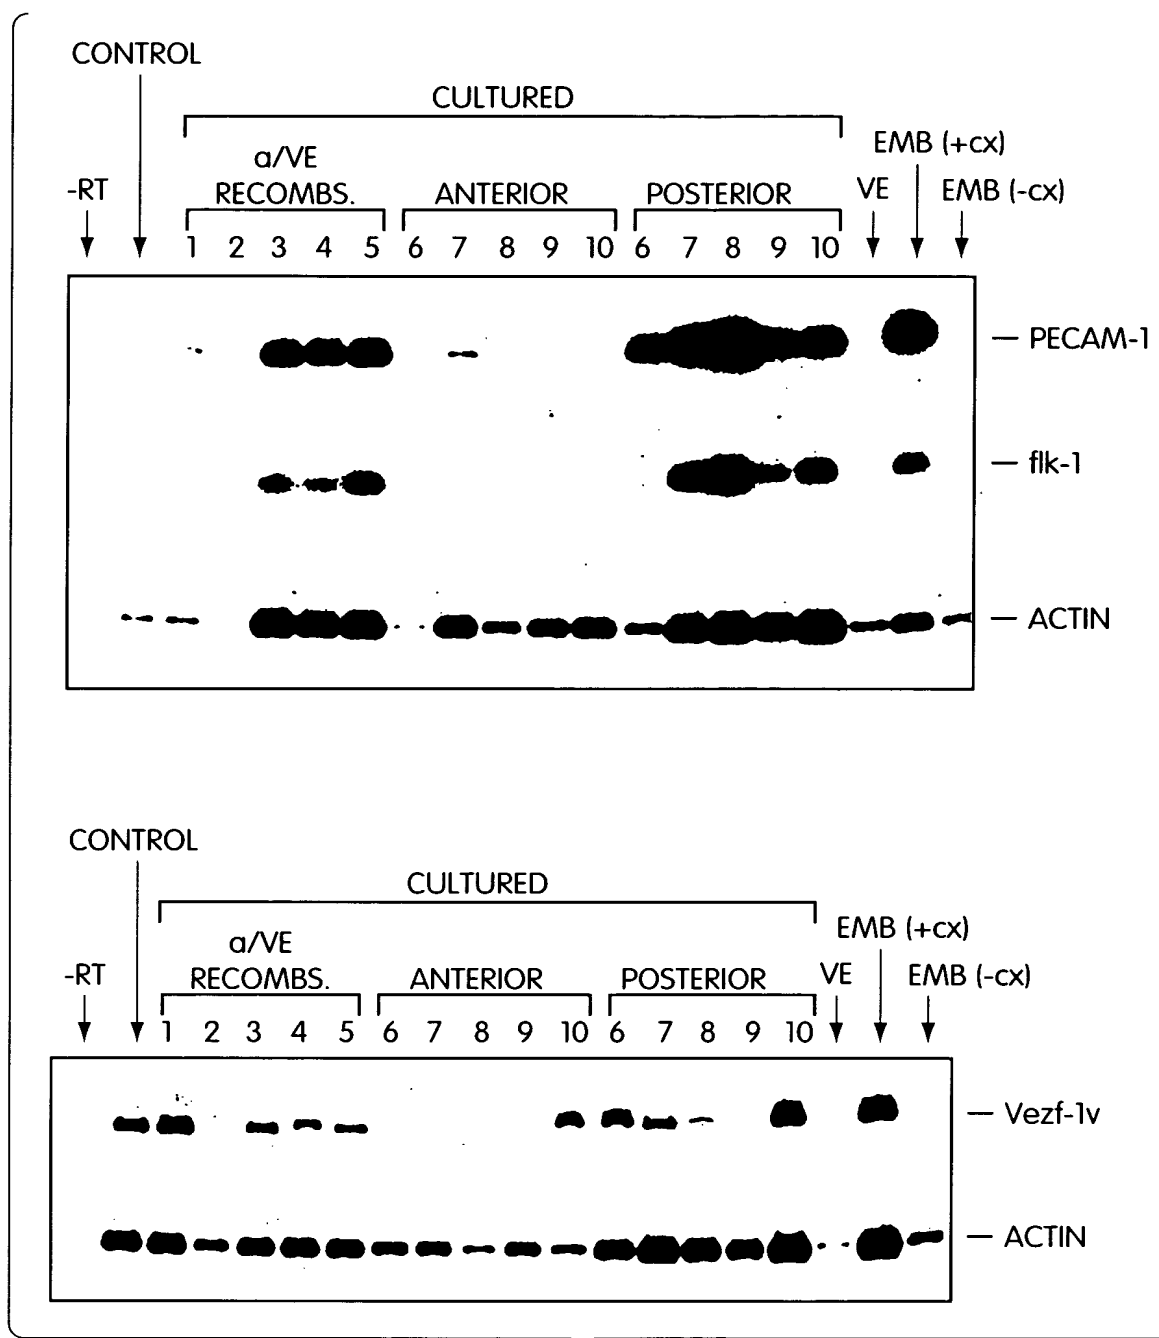 CONTROL
CULTURED
EMB (+cx)
a/VE
-RT RECOMBS. ANTERIOR POSTERIOR VE EMB (-cx)
1 2 3 4 5 6 7 8 9 10 6 7 8 9 10
PECAM-1
flk-1
ACTIN
CONTROL
CULTURED
EMB (+cx)
a/VE
-RT RECOMBS. ANTERIOR POSTERIOR VE EMB (-cx)
1 2 3 4 5 6 7 8 9 10 6 7 8 9 10
Vezf-1v
ACTIN